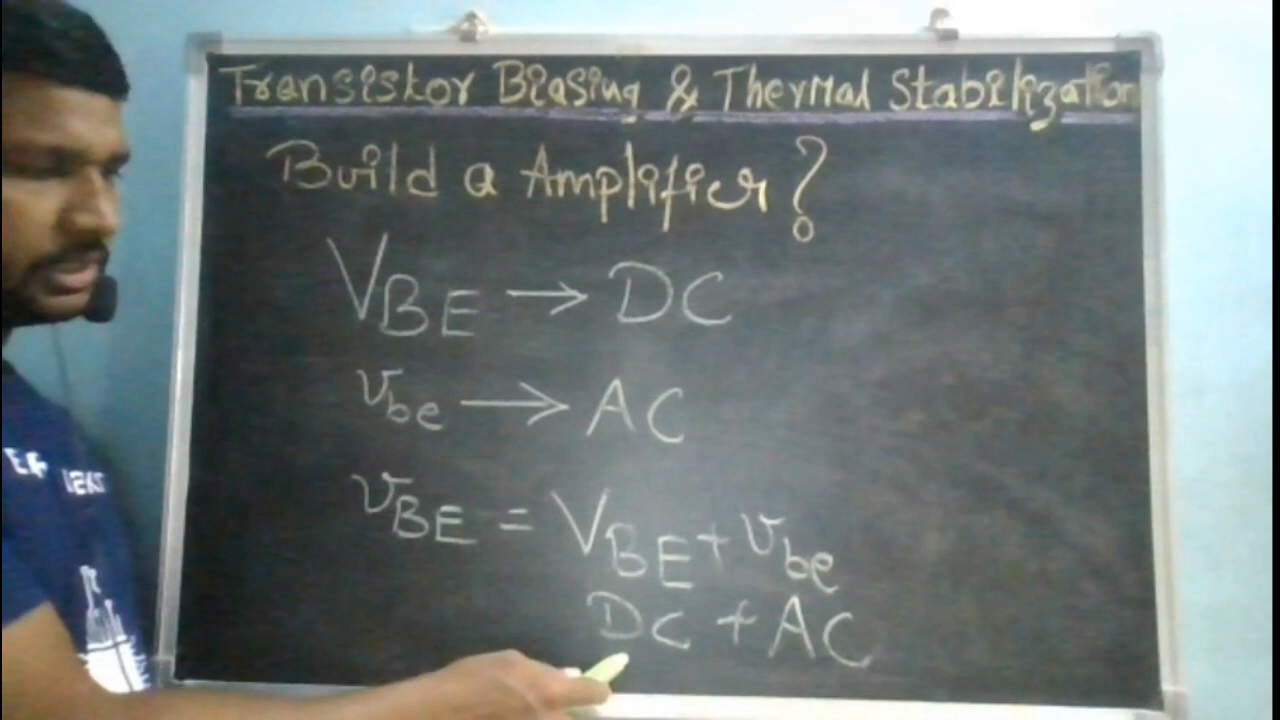 Transistor Biasing & Thermal Stabilization
Build a Amplifier?
V_BE → DC
v_be → AC
v_BE = V_BE + v_be
DC + AC